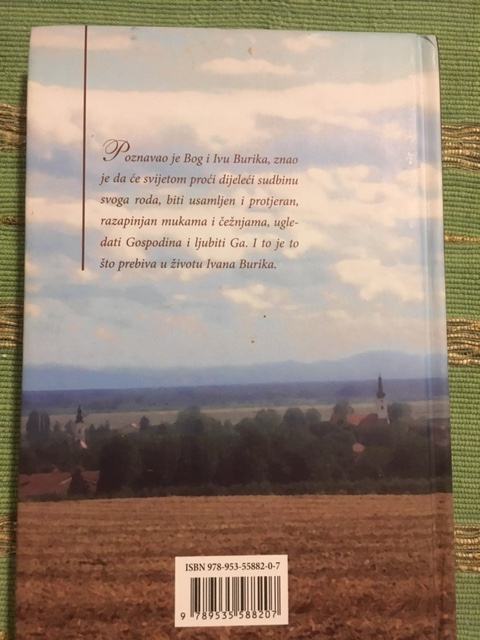 Poznavao je Bog i Ivu Burika, znao
je da će svijetom proći dijeleći sudbinu
svoga roda, biti usamljen i protjeran,
razapinjan mukama i čežnjama, ugle-
dati Gospodina i ljubiti Ga. I to je to
što prebiva u životu Ivana Burika.
ISBN 978-953-55882-0-7
9 789535 588207